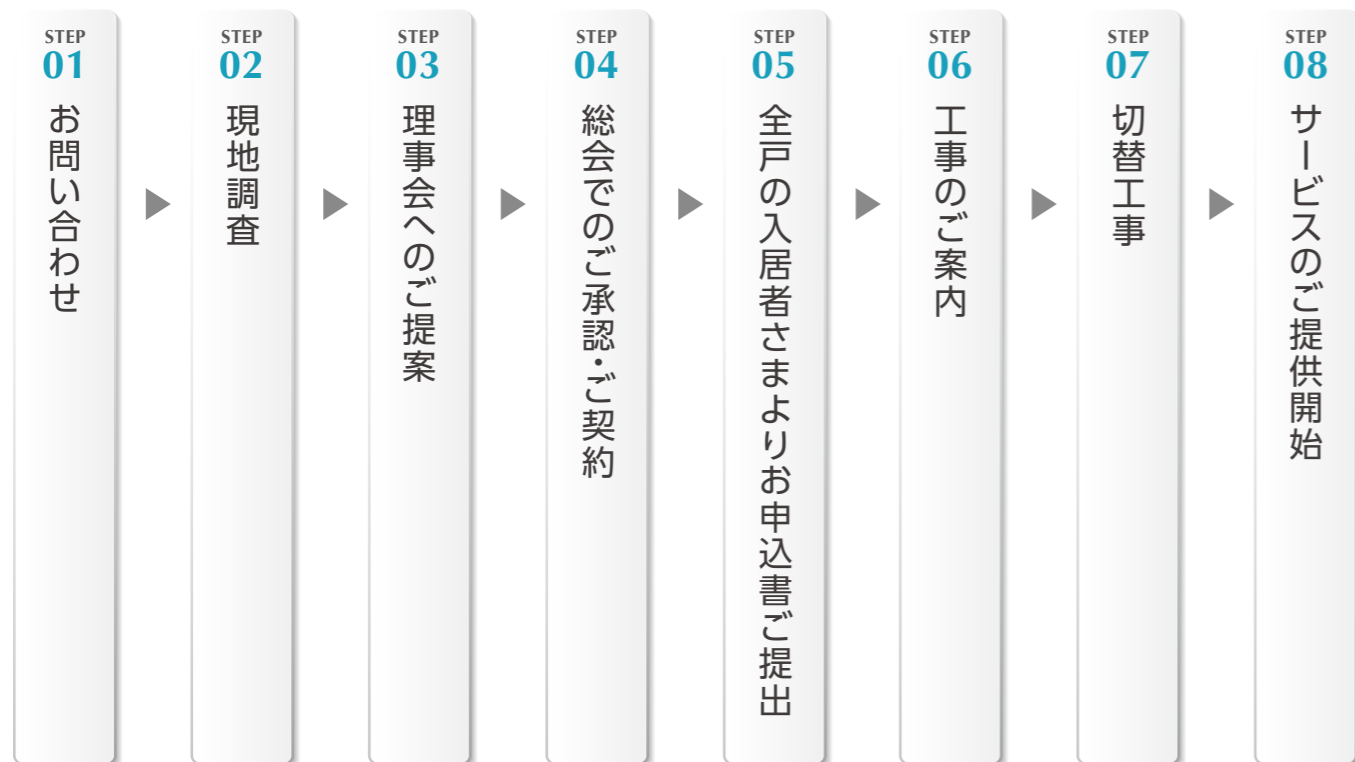 STEP
01
お問い合わせ
STEP
02
現地調査
STEP
03
理事会へのご提案
STEP
04
総会でのご承認・ご契約
STEP
05
全戸の入居者さまよりお申込書ご提出
STEP
06
工事のご案内
STEP
07
切替工事
STEP
08
サービスのご提供開始